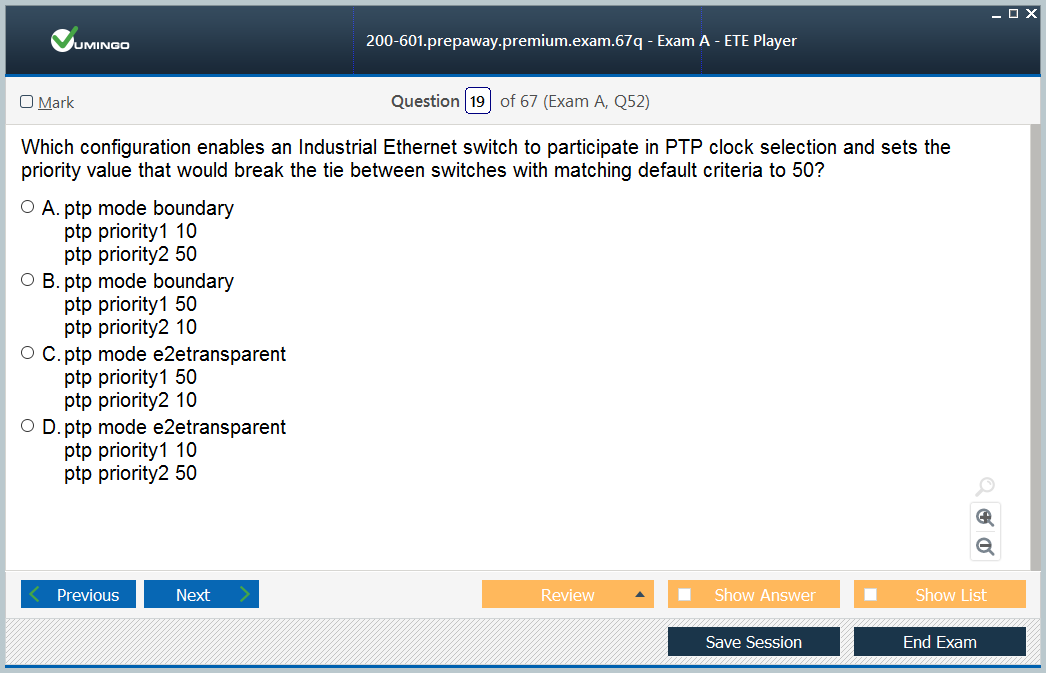 VUMINGO
200-601.prepaway.premium.exam.67q - Exam A - ETE Player
Mark
Question 19 of 67 (Exam A, Q52)
Which configuration enables an Industrial Ethernet switch to participate in PTP clock selection and sets the
priority value that would break the tie between switches with matching default criteria to 50?
A. ptp mode boundary
ptp priority1 10
ptp priority2 50
B. ptp mode boundary
ptp priority1 50
ptp priority2 10
C. ptp mode e2etransparent
ptp priority1 50
ptp priority2 10
D. ptp mode e2etransparent
ptp priority1 10
ptp priority2 50
Previous
Next
Review
Show Answer
Show List
Save Session
End Exam